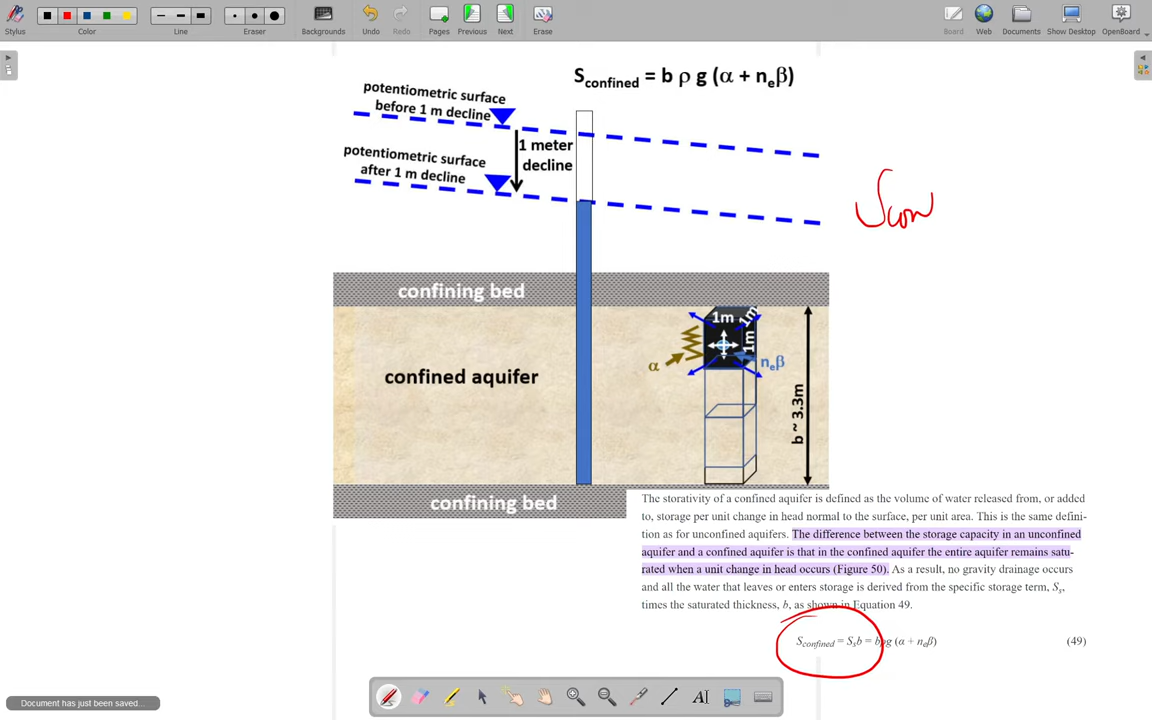 Stylus
Color
Line
Eraser
Backgrounds
Undo
Redo
Pages
Previous
Next
Erase
Board
Web
Documents
Show Desktop
OpenBoard
S confined = b ρ g (α + neβ)
potentiometric surface
before 1 m decline
1 meter
decline
potentiometric surface
after 1 m decline
Scon
confining bed
1m
1m
1m
α
neβ
confined aquifer
b ~ 3.3m
confining bed
The storativity of a confined aquifer is defined as the volume of water released from, or added
to, storage per unit change in head normal to the surface, per unit area. This is the same defini-
tion as for unconfined aquifers. The difference between the storage capacity in an unconfined
aquifer and a confined aquifer is that in the confined aquifer the entire aquifer remains satu-
rated when a unit change in head occurs (Figure 50). As a result, no gravity drainage occurs
and all the water that leaves or enters storage is derived from the specific storage term, Ss,
times the saturated thickness, b, as shown in Equation 49.
Sconfined = Ssb = bρg (α + neβ) (49)
Document has just been saved...